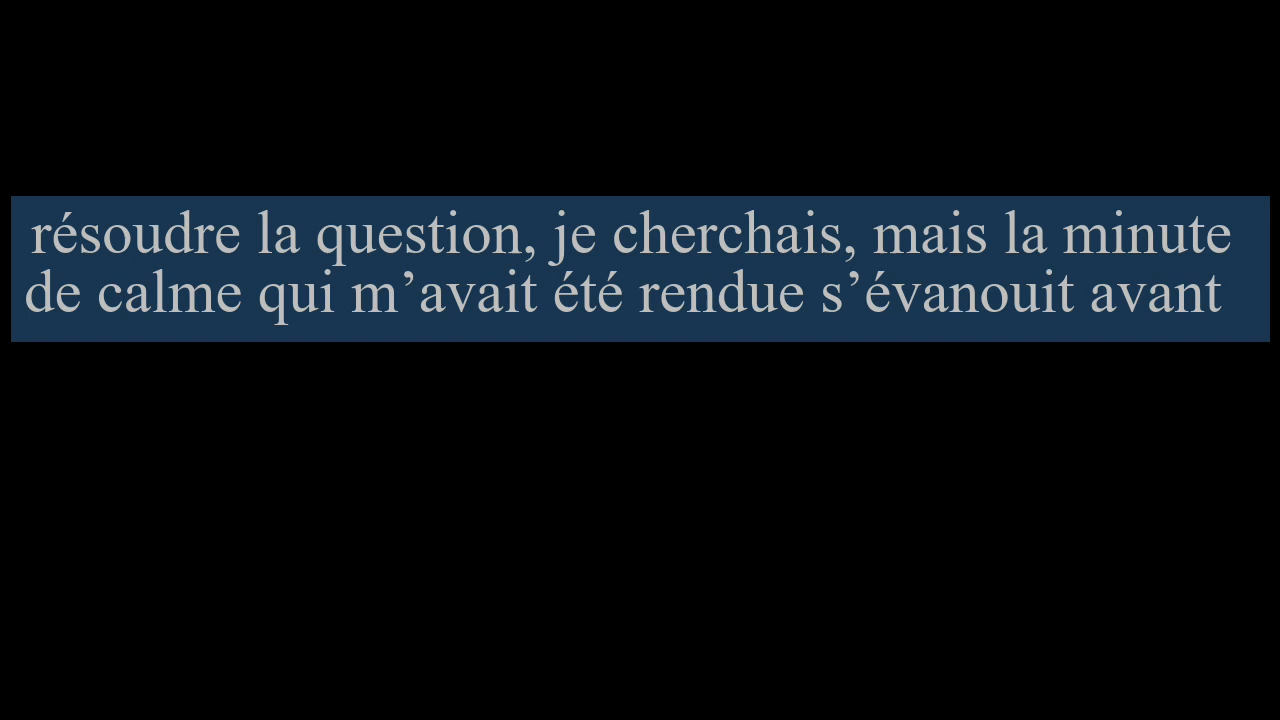 résoudre la question, je cherchais, mais la minute
de calme qui m’avait été rendue s’évanouit avant